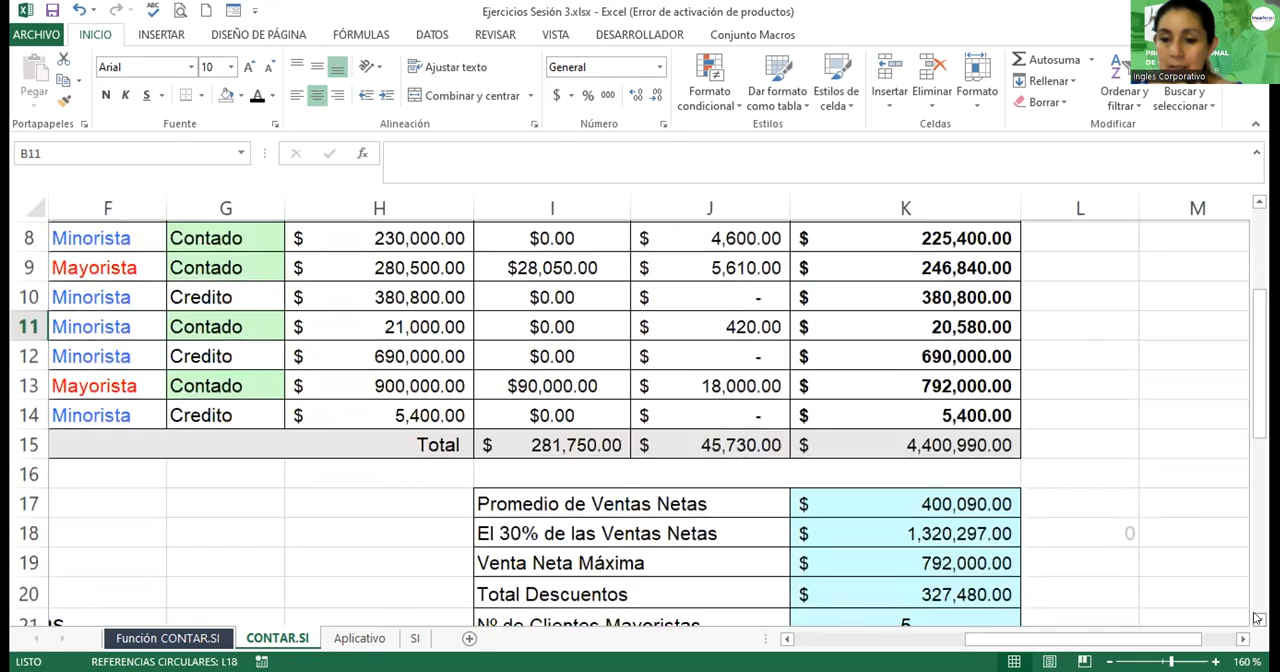 Ejercicios Sesión 3.xlsx - Excel (Error de activación de productos)
ARCHIVO INICIO INSERTAR DISEÑO DE PÁGINA FÓRMULAS DATOS REVISAR VISTA DESARROLLADOR Conjunto Macros
Ingles Corporativo
Pegar
Arial 10
N K S
Ajustar texto
Combinar y centrar
General
$ % 000
Formato condicional
Dar formato como tabla
Estilos de celda
Insertar Eliminar Formato
Autosuma
Rellenar
Borrar
Ordenar y filtrar
Buscar y seleccionar
Portapapeles Fuente Alineación Número Estilos Celdas Modificar
B11 fx
F G H I J K L M
8 Minorista Contado $ 230,000.00 $0.00 $ 4,600.00 $ 225,400.00
9 Mayorista Contado $ 280,500.00 $28,050.00 $ 5,610.00 $ 246,840.00
10 Minorista Credito $ 380,800.00 $0.00 $ - $ 380,800.00
11 Minorista Contado $ 21,000.00 $0.00 $ 420.00 $ 20,580.00
12 Minorista Credito $ 690,000.00 $0.00 $ - $ 690,000.00
13 Mayorista Contado $ 900,000.00 $90,000.00 $ 18,000.00 $ 792,000.00
14 Minorista Credito $ 5,400.00 $0.00 $ - $ 5,400.00
15 Total $ 281,750.00 $ 45,730.00 $ 4,400,990.00
16
17 Promedio de Ventas Netas $ 400,090.00
18 El 30% de las Ventas Netas $ 1,320,297.00 0
19 Venta Neta Máxima $ 792,000.00
20 Total Descuentos $ 327,480.00
21 Nº de Clientes Mayoristas 5
Función CONTAR.SI CONTAR.SI Aplicativo SI
LISTO REFERENCIAS CIRCULARES: L18 160 %